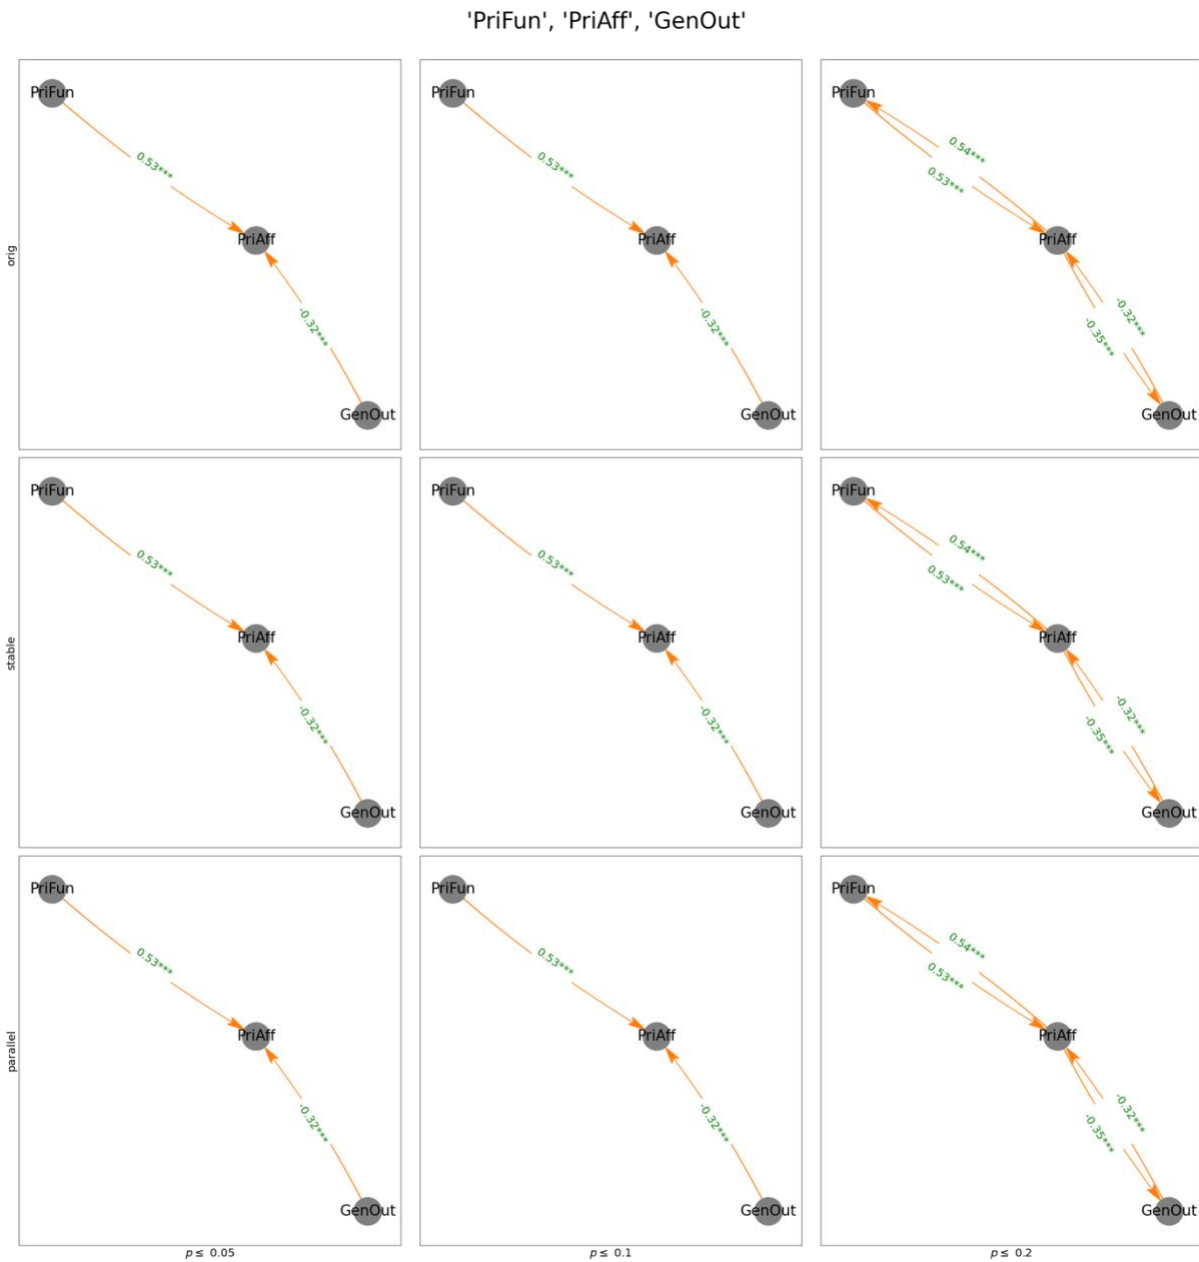 'PriFun', 'PriAff', 'GenOut'
orig
PriFun
0.53***
PriAff
-0.32***
GenOut
PriFun
0.53***
PriAff
-0.32***
GenOut
PriFun
0.54***
0.53***
PriAff
-0.32***
-0.35***
GenOut
stable
PriFun
0.53***
PriAff
-0.32***
GenOut
PriFun
0.53***
PriAff
-0.32***
GenOut
PriFun
0.54***
0.53***
PriAff
-0.32***
-0.35***
GenOut
parallel
PriFun
0.53***
PriAff
-0.32***
GenOut
PriFun
0.53***
PriAff
-0.32***
GenOut
PriFun
0.54***
0.53***
PriAff
-0.32***
-0.35***
GenOut
p ≤ 0.05
p ≤ 0.1
p ≤ 0.2